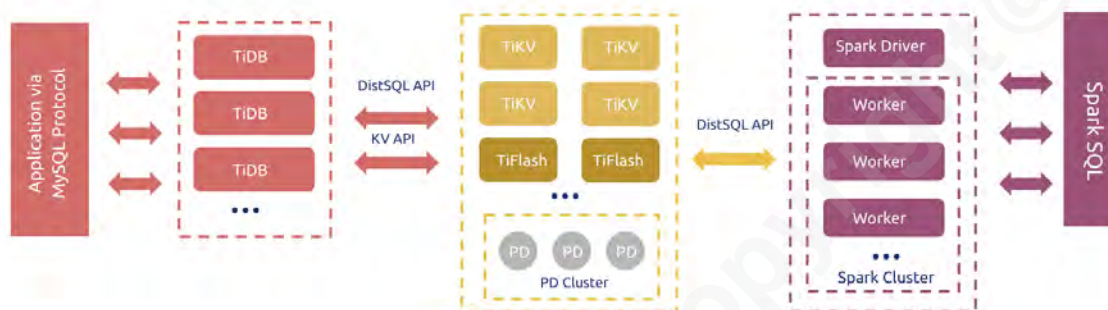 Application via
MySQL Protocol
TiDB
TiDB
TiDB
•••
DistSQL API
KV API
TiKV
TiKV
TiKV
TiKV
TiFlash
TiFlash
•••
PD
PD
PD
PD Cluster
DistSQL API
Spark Driver
Worker
Worker
Worker
•••
Spark Cluster
Spark SQL
opyright